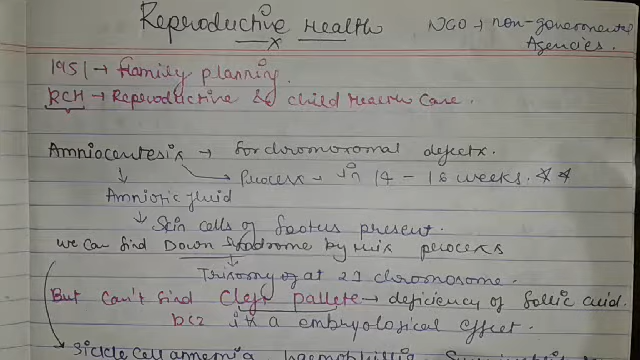 Reproductive Health
NGO → non-governmental Agencies.
1951 → family planning.
RCH → Reproductive & child Health Care.
Amniocentesis → for chromosomal defects.
Process - in 14 - 16 weeks. **
↓
Amniotic fluid
↓ Skin cells of foetus present.
we can find Down Syndrome by this process
↓
Trisomy of at 21 chromosome.
But can't find Cleft pallete → deficiency of follic acid.
bcz it's a embryological effect.
→ Sickle cell anemia, haemophillia,